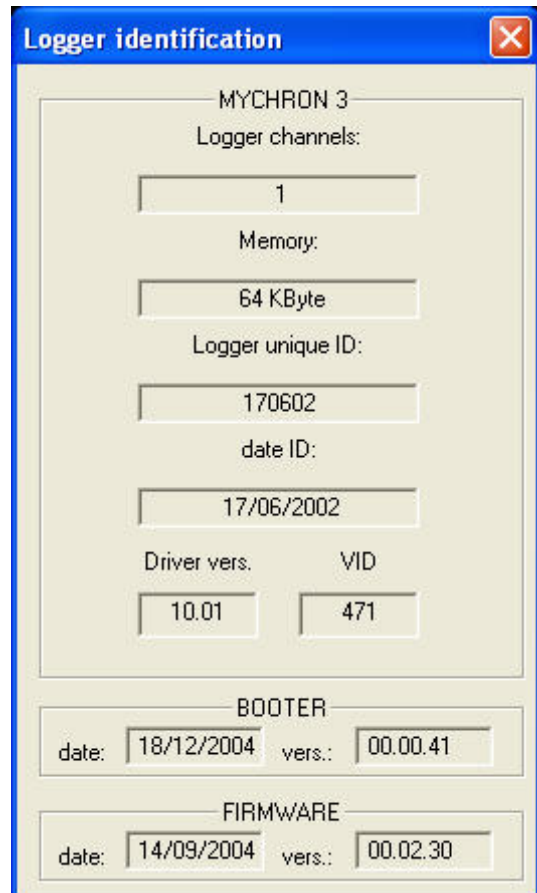 Logger identification
MYCHRON 3
Logger channels:
1
Memory:
64 KByte
Logger unique ID:
170602
date ID:
17/06/2002
Driver vers. VID
10.01 471
BOOTER
date: 18/12/2004 vers.: 00.00.41
FIRMWARE
date: 14/09/2004 vers.: 00.02.30